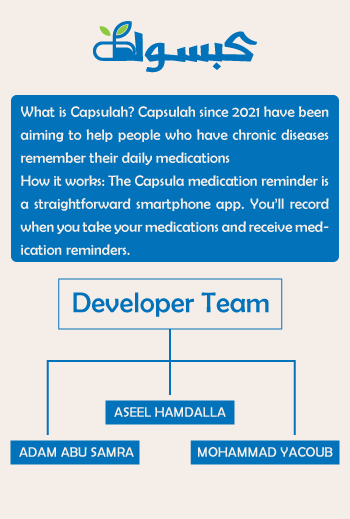 كبسولة
What is Capsulah? Capsulah since 2021 have been
aiming to help people who have chronic diseases
remember their daily medications
How it works: The Capsula medication reminder is
a straightforward smartphone app. You'll record
when you take your medications and receive med-
ication reminders.
Developer Team
ASEEL HAMDALLA
ADAM ABU SAMRA
MOHAMMAD YACOUB